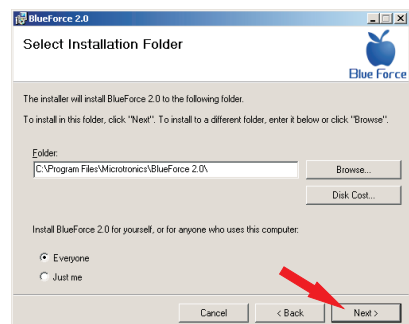 BlueForce 2.0
Select Installation Folder
Blue Force
The installer will install BlueForce 2.0 to the following folder.
To install in this folder, click "Next". To install to a different folder, enter it below or click "Browse".
Folder:
C:\Program Files\Microtronics\BlueForce 2.0\
Browse...
Disk Cost...
Install BlueForce 2.0 for yourself, or for anyone who uses this computer:
Everyone
Just me
Cancel
< Back
Next >